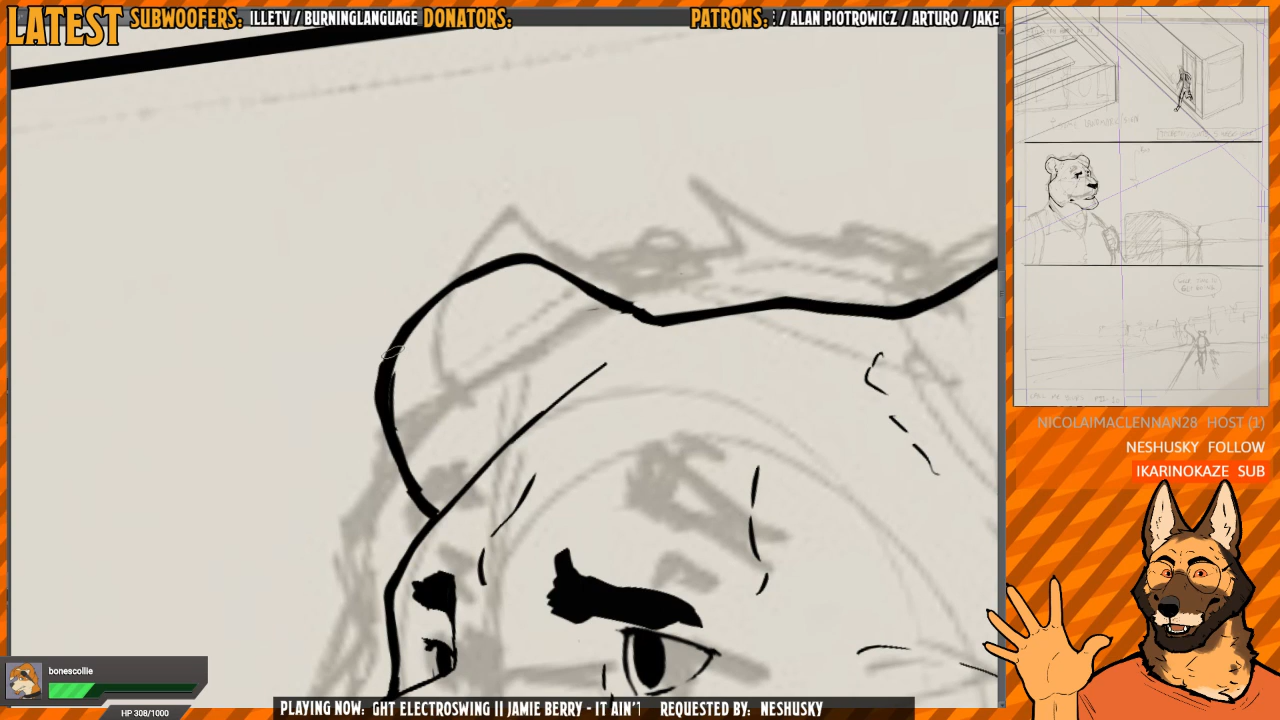 LATEST
SUBWOOFERS: ILLETV / BURNINGLANGUAGE
DONATORS:
PATRONS: / ALAN PIOTROWICZ / ARTURO / JAKE
NICOLAIMACLENNAN28 HOST (1)
NESHUSKY FOLLOW
IKARINOKAZE SUB
bonescollie
HP 308/1000
PLAYING NOW: GHT ELECTROSWING || JAMIE BERRY - IT AIN'T
REQUESTED BY: NESHUSKY